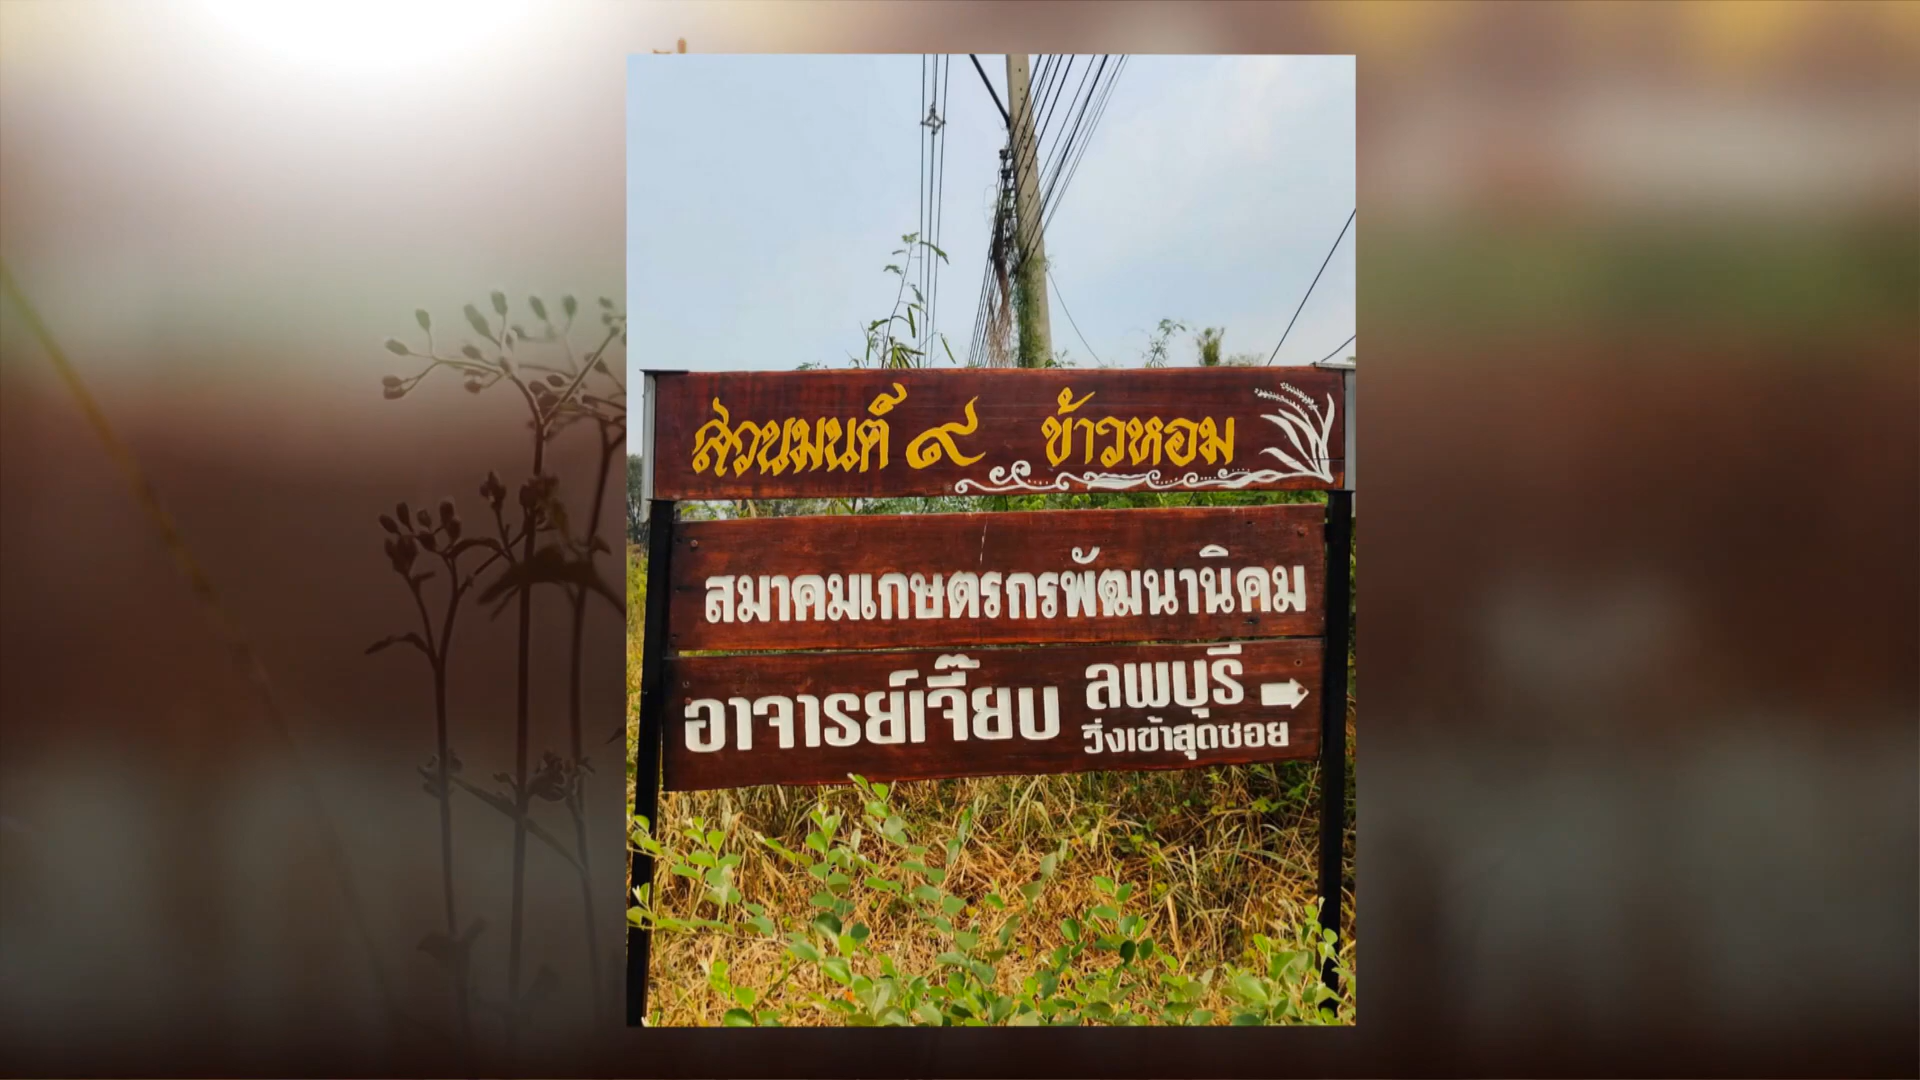 สวนมนต์ ๙ ข้าวหอม
สมาคมเกษตรกรพัฒนานิคม
อาจารย์เจี๊ยบ ลพบุรี
วิ่งเข้าสุดซอย